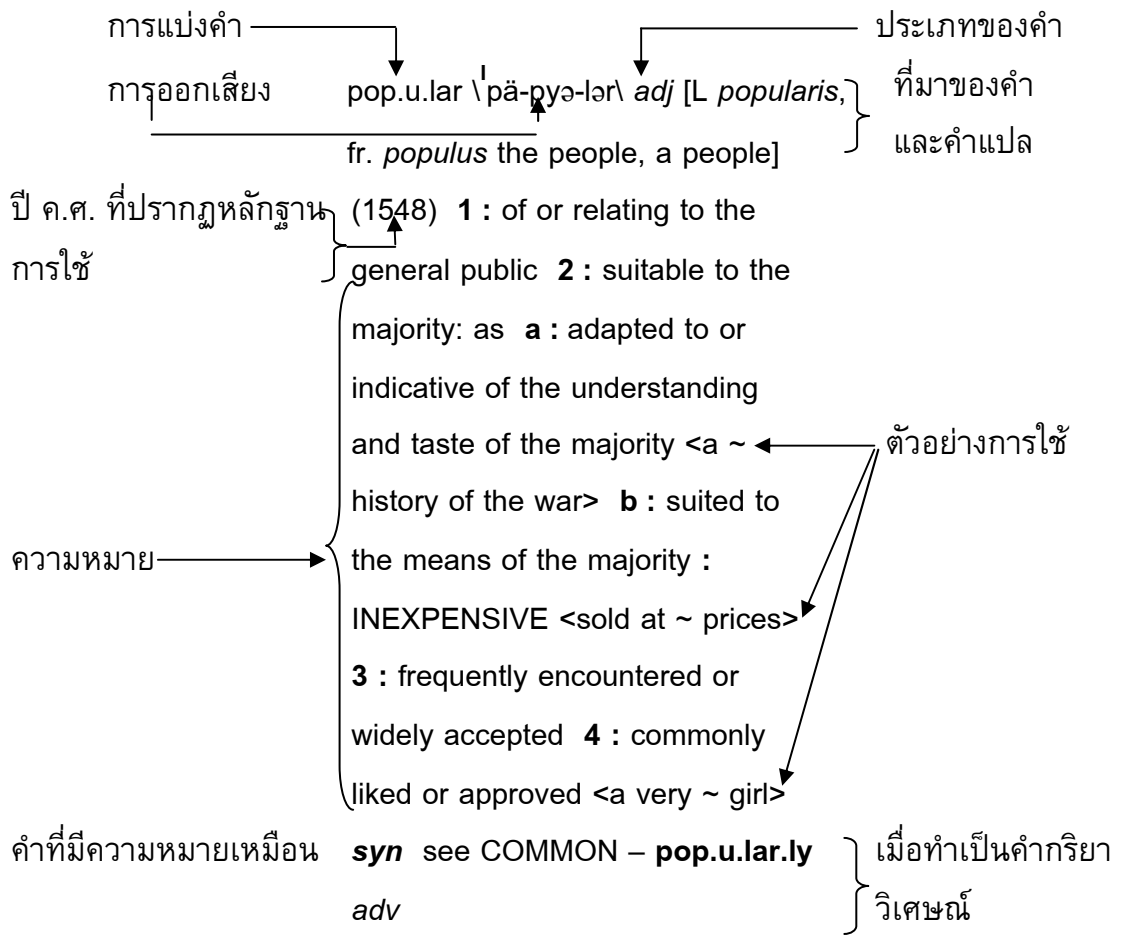 การแบ่งคำ ประเภทของคำ
การออกเสียง pop.u.lar \ˈpä-pyə-lər\ adj [L popularis, ที่มาของคำ
fr. populus the people, a people] และคำแปล
ปี ค.ศ. ที่ปรากฏหลักฐาน (1548) 1 : of or relating to the
การใช้ general public 2 : suitable to the
majority: as a : adapted to or
indicative of the understanding
and taste of the majority <a ~ ตัวอย่างการใช้
history of the war> b : suited to
ความหมาย the means of the majority :
INEXPENSIVE <sold at ~ prices>
3 : frequently encountered or
widely accepted 4 : commonly
liked or approved <a very ~ girl>
คำที่มีความหมายเหมือน syn see COMMON – pop.u.lar.ly เมื่อทำเป็นคำกริยา
adv วิเศษณ์